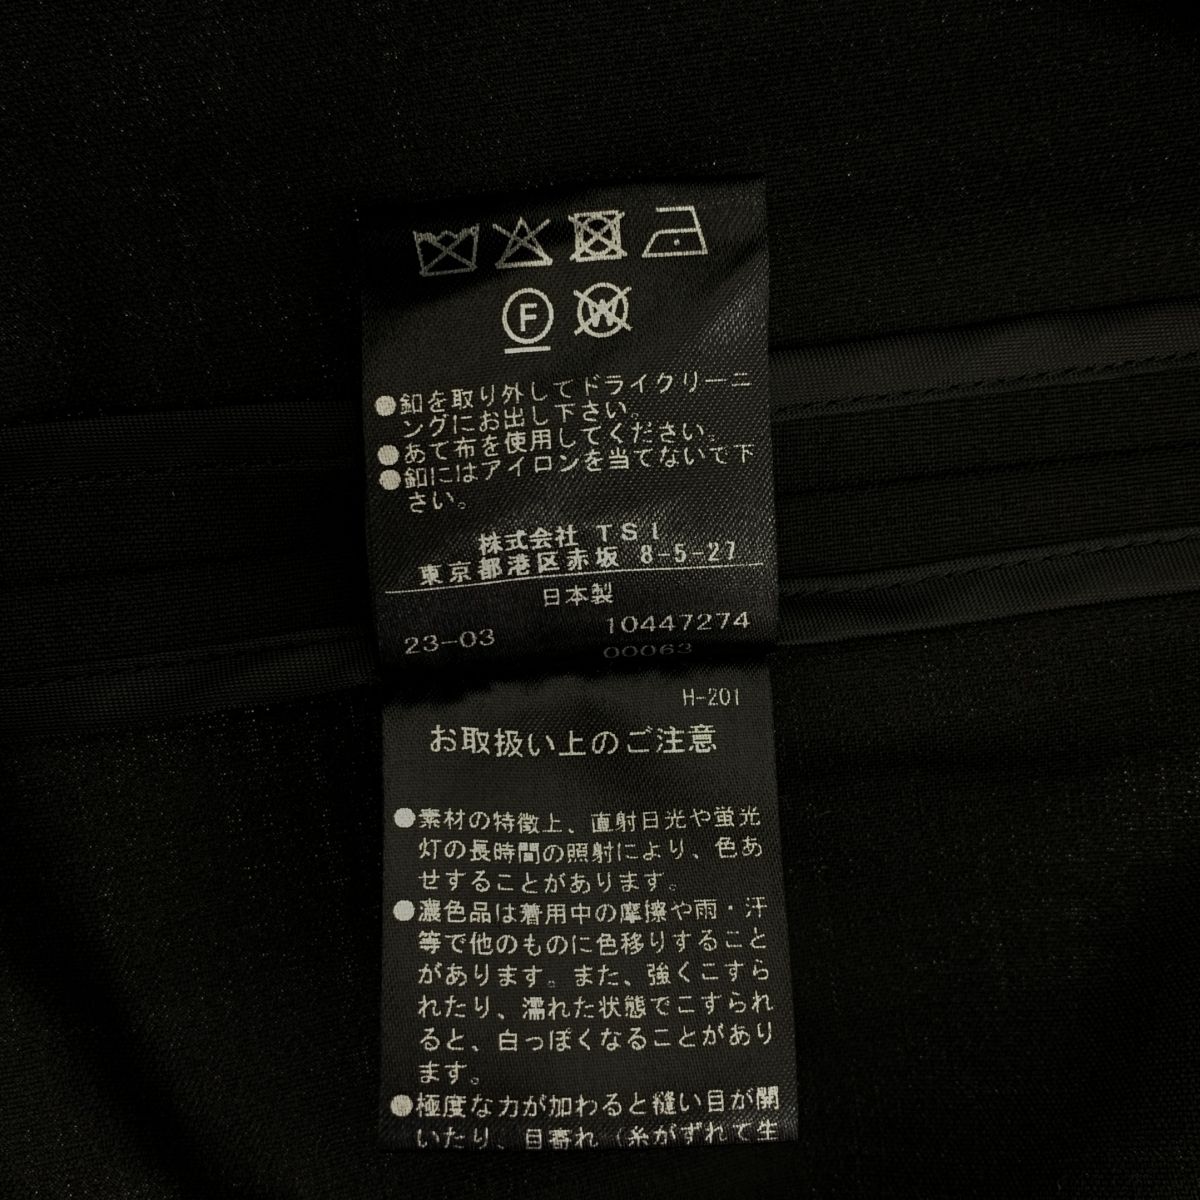 F W
●釦を取り外してドライクリーニ
ングにお出し下さい。
●あて布を使用してください。
●釦にはアイロンを当てないで下
さい。
株式会社 TSI
東京都港区赤坂 8-5-27
日本製
23-03 10447274
00063
H-201
お取扱い上のご注意
●素材の特徴上、直射日光や蛍光
灯の長時間の照射により、色あ
せすることがあります。
●濃色品は着用中の摩擦や雨・汗
等で他のものに色移りすること
があります。また、強くこすら
れたり、濡れた状態でこすられ
ると、白っぽくなることがあり
ます。
●極度な力が加わると縫い目が開
いたり、目寄れ（糸がずれて生